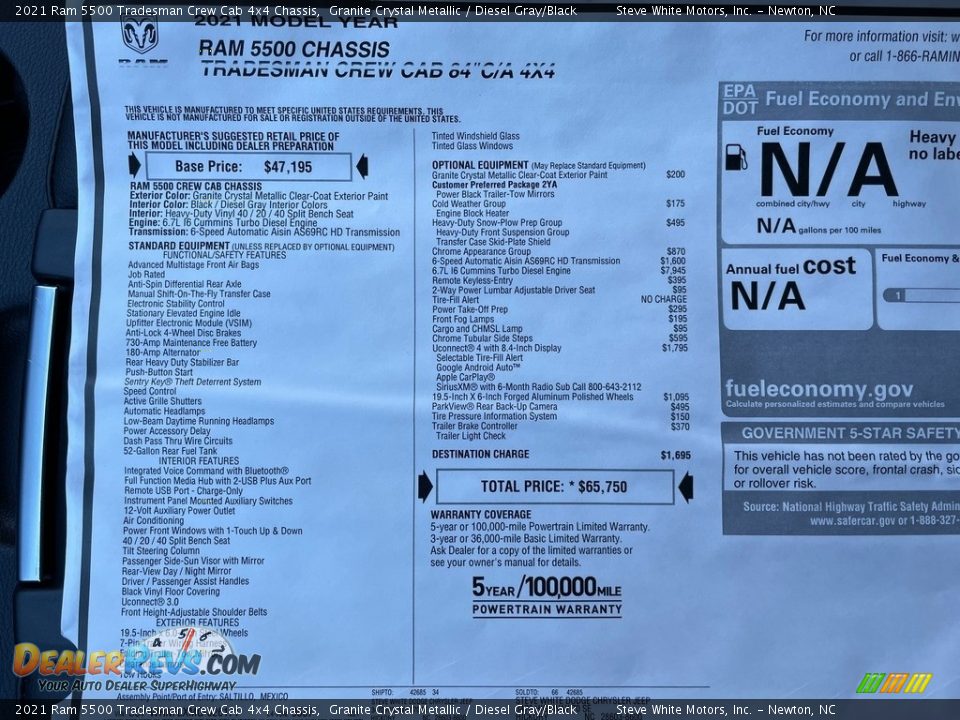 2021 Ram 5500 Tradesman Crew Cab 4x4 Chassis,  Granite Crystal Metallic / Diesel Gray/Black      Steve White Motors, Inc. - Newton, NC
2021 MODEL YEAR
RAM 5500 CHASSIS
TRADESMAN CREW CAB 84"C/A 4X4
RAM
THIS VEHICLE IS MANUFACTURED TO MEET SPECIFIC UNITED STATES REQUIREMENTS. THIS
VEHICLE IS NOT MANUFACTURED FOR SALE OR REGISTRATION OUTSIDE OF THE UNITED STATES.
MANUFACTURER'S SUGGESTED RETAIL PRICE OF
THIS MODEL INCLUDING DEALER PREPARATION
Base Price: $47,195
RAM 5500 CREW CAB CHASSIS
Exterior Color: Granite Crystal Metallic Clear-Coat Exterior Paint
Interior Color: Black / Diesel Gray Interior Colors
Interior: Heavy-Duty Vinyl 40 / 20 / 40 Split Bench Seat
Engine: 6.7L I6 Cummins Turbo Diesel Engine
Transmission: 6-Speed Automatic Aisin AS69RC HD Transmission
STANDARD EQUIPMENT (UNLESS REPLACED BY OPTIONAL EQUIPMENT)
FUNCTIONAL/SAFETY FEATURES
Advanced Multistage Front Air Bags
Job Rated
Anti-Spin Differential Rear Axle
Manual Shift-On-The-Fly Transfer Case
Electronic Stability Control
Stationary Elevated Engine Idle
Upfitter Electronic Module (VSIM)
Anti-Lock 4-Wheel Disc Brakes
730-Amp Maintenance Free Battery
180-Amp Alternator
Rear Heavy Duty Stabilizer Bar
Push-Button Start
Sentry Key® Theft Deterrent System
Speed Control
Active Grille Shutters
Automatic Headlamps
Low-Beam Daytime Running Headlamps
Power Accessory Delay
Dash Pass Thru Wire Circuits
52-Gallon Rear Fuel Tank
INTERIOR FEATURES
Integrated Voice Command with Bluetooth®
Full Function Media Hub with 2-USB Plus Aux Port
Remote USB Port - Charge-Only
Instrument Panel Mounted Auxiliary Switches
12-Volt Auxiliary Power Outlet
Air Conditioning
Power Front Windows with 1-Touch Up & Down
40 / 20 / 40 Split Bench Seat
Tilt Steering Column
Passenger Side-Sun Visor with Mirror
Rear-View Day / Night Mirror
Driver / Passenger Assist Handles
Black Vinyl Floor Covering
Uconnect® 3.0
Front Height-Adjustable Shoulder Belts
EXTERIOR FEATURES
19.5-Inch x 6.0 Steel Wheels
7-Pin Wiring Harness
Tow Hooks
Assembly Point/Port of Entry: SALTILLO, MEXICO
Tinted Windshield Glass
Tinted Glass Windows
OPTIONAL EQUIPMENT (May Replace Standard Equipment)
Granite Crystal Metallic Clear-Coat Exterior Paint $200
Customer Preferred Package 2YA
Power Black Trailer-Tow Mirrors
Cold Weather Group $175
Engine Block Heater
Heavy-Duty Snow-Plow Prep Group $495
Heavy-Duty Front Suspension Group
Transfer Case Skid-Plate Shield
Chrome Appearance Group $870
6-Speed Automatic Aisin AS69RC HD Transmission $1,600
6.7L I6 Cummins Turbo Diesel Engine $7,945
Remote Keyless-Entry $395
2-Way Power Lumbar Adjustable Driver Seat $95
Tire-Fill Alert NO CHARGE
Power Take-Off Prep $295
Front Fog Lamps $195
Cargo and CHMSL Lamp $95
Chrome Tubular Side Steps $595
Uconnect® 4 with 8.4-Inch Display $1,795
Selectable Tire-Fill Alert
Google Android Auto™
Apple CarPlay®
SiriusXM® with 6-Month Radio Sub Call 800-643-2112
19.5-Inch X 6-Inch Forged Aluminum Polished Wheels $1,095
ParkView® Rear Back-Up Camera $495
Tire Pressure Information System $150
Trailer Brake Controller $370
Trailer Light Check
DESTINATION CHARGE $1,695
TOTAL PRICE: * $65,750
WARRANTY COVERAGE
5-year or 100,000-mile Powertrain Limited Warranty.
3-year or 36,000-mile Basic Limited Warranty.
Ask Dealer for a copy of the limited warranties or
see your owner's manual for details.
5YEAR/100,000MILE
POWERTRAIN WARRANTY
SHIPTO: 42685 34 SOLDTO: 66 42685
STEVE WHITE DODGE CHRYSLER JEEP
For more information visit: w
or call 1-866-RAMIN
EPA
DOT
Fuel Economy and Env
Fuel Economy
N/A
combined city/hwy city highway
N/A gallons per 100 miles
Heavy
no labe
Annual fuel cost
N/A
Fuel Economy &
1
fueleconomy.gov
Calculate personalized estimates and compare vehicles
GOVERNMENT 5-STAR SAFETY
This vehicle has not been rated by the go
for overall vehicle score, frontal crash, sid
or rollover risk.
Source: National Highway Traffic Safety Admin
www.safercar.gov or 1-888-327-
4 5 6
DEALERREVS.COM
YOUR AUTO DEALER SUPERHIGHWAY
2021 Ram 5500 Tradesman Crew Cab 4x4 Chassis,  Granite Crystal Metallic / Diesel Gray/Black      Steve White Motors, Inc. - Newton, NC